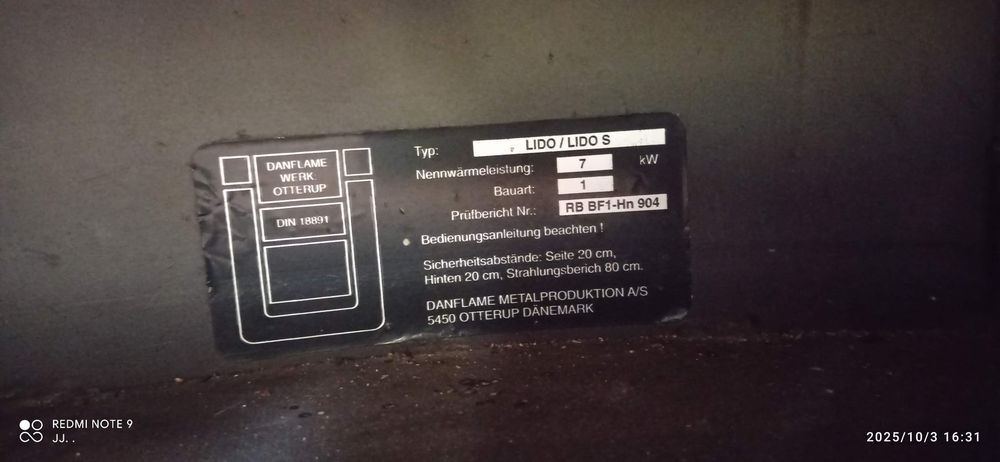 DANFLAME
WERK
OTTERUP
DIN 18891
Typ: LIDO / LIDO S
Nennwärmeleistung: 7 kW
Bauart: 1
Prüfbericht Nr.: RB BF1-Hn 904
Bedienungsanleitung beachten !
Sicherheitsabstände: Seite 20 cm,
Hinten 20 cm, Strahlungsberich 80 cm.
DANFLAME METALPRODUKTION A/S
5450 OTTERUP DÄNEMARK
REDMI NOTE 9
JJ. .
2025/10/3 16:31